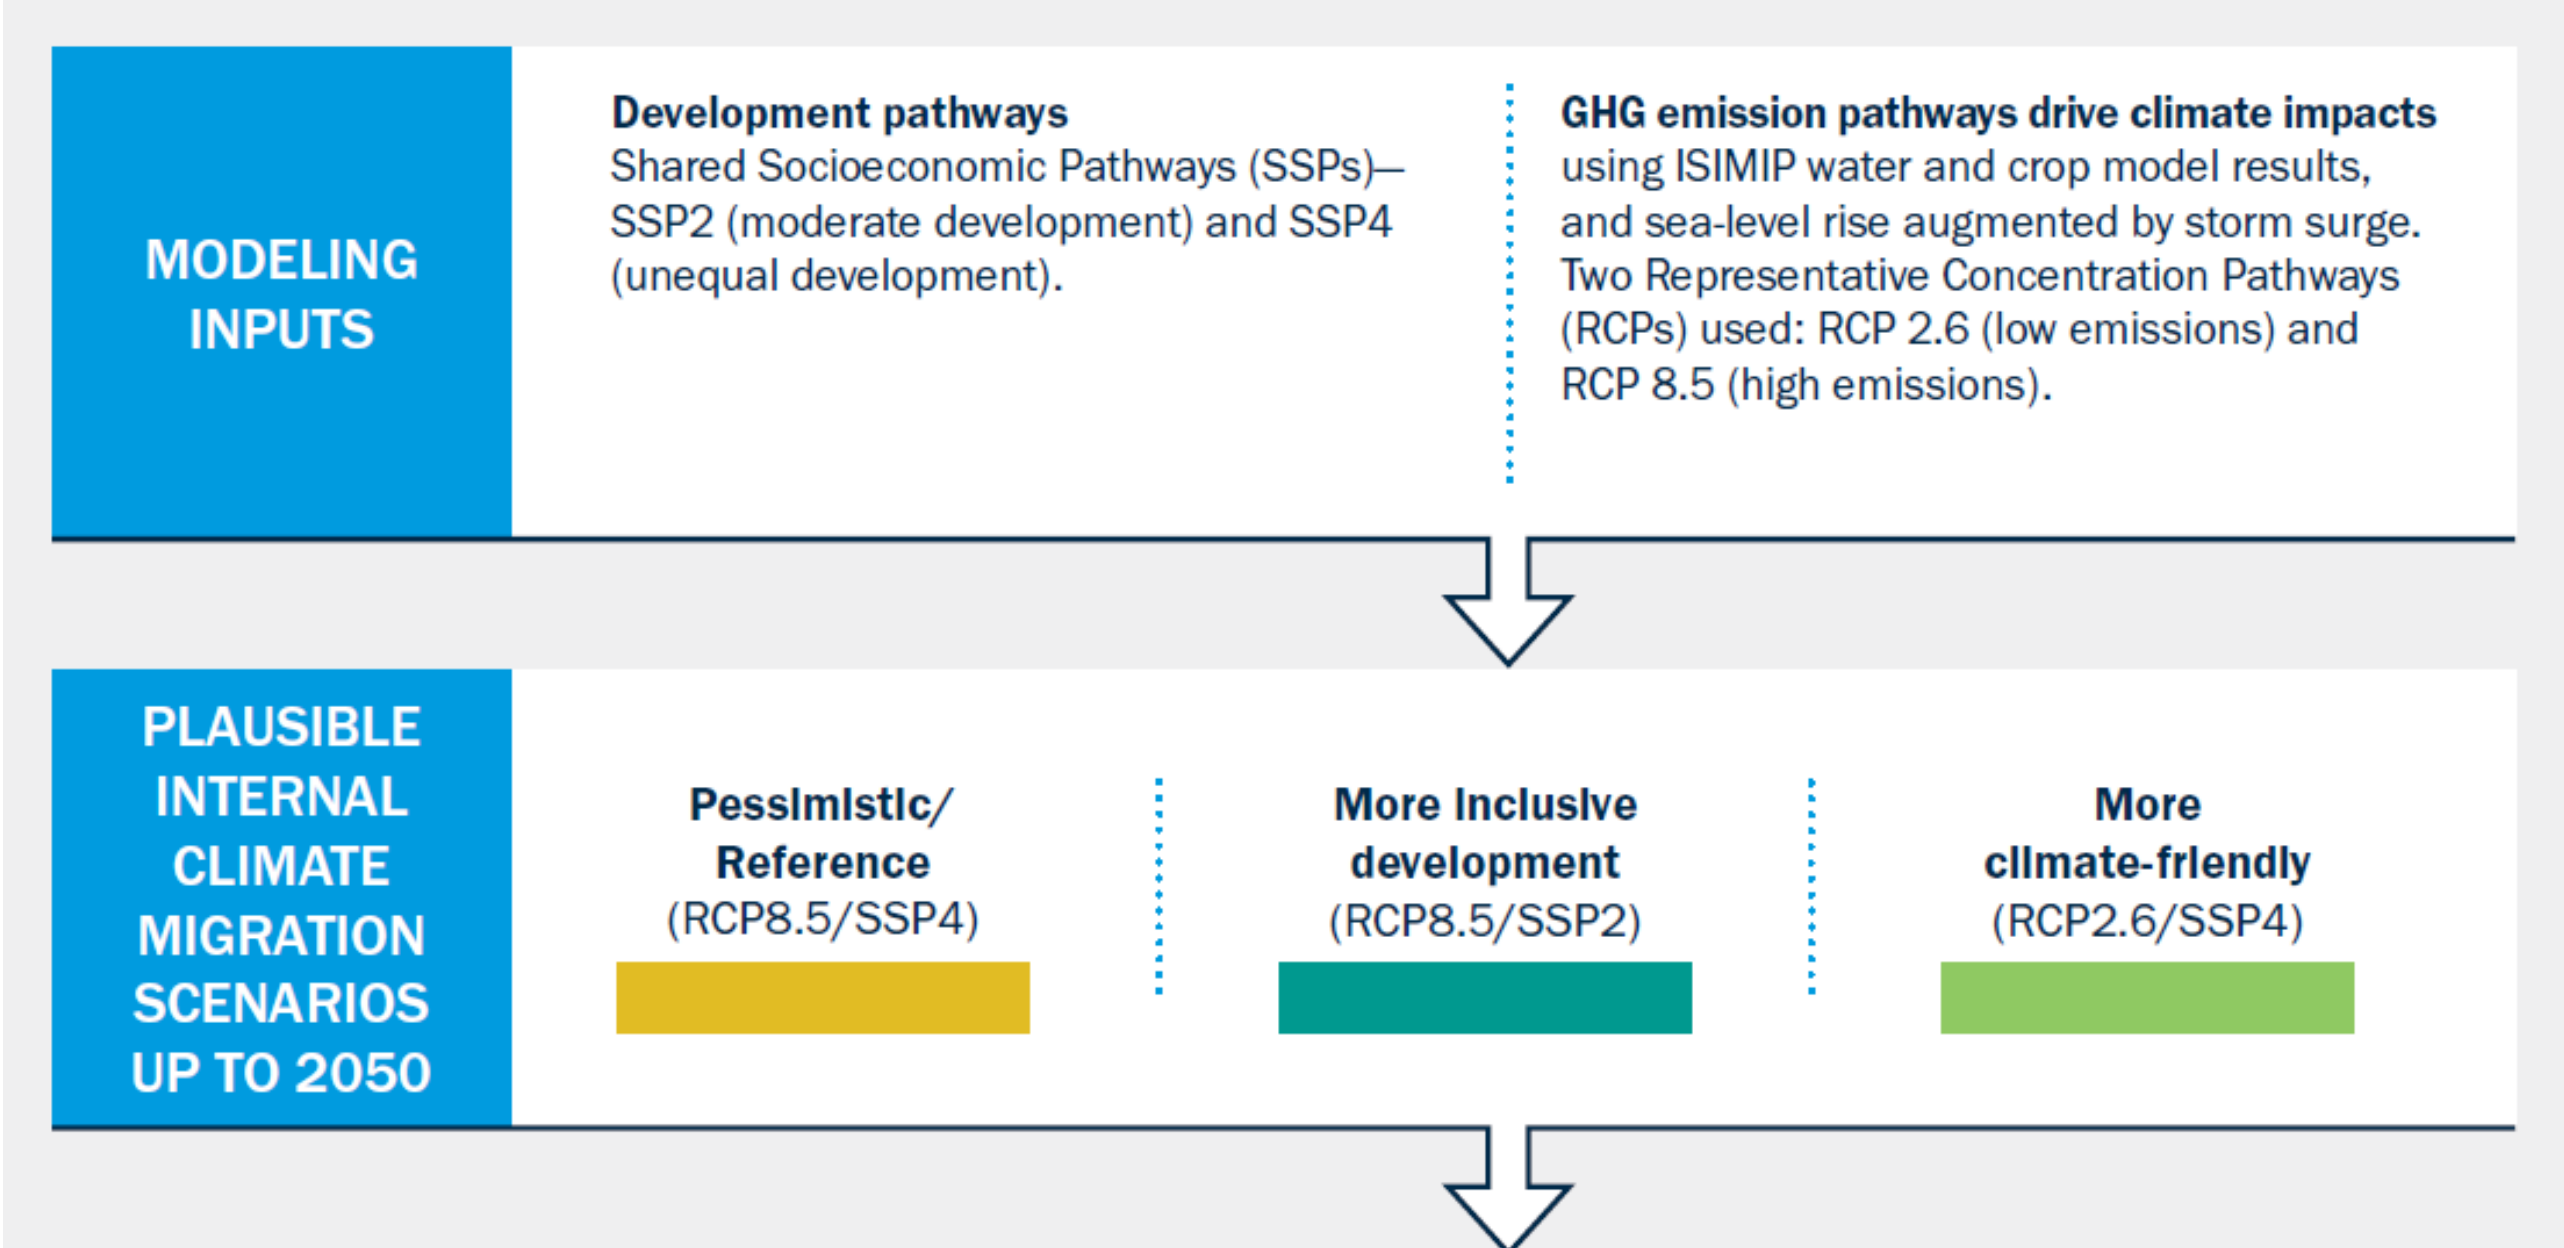 MODELING
INPUTS
Development pathways
Shared Socioeconomic Pathways (SSPs)—
SSP2 (moderate development) and SSP4
(unequal development).
GHG emission pathways drive climate impacts
using ISIMIP water and crop model results,
and sea-level rise augmented by storm surge.
Two Representative Concentration Pathways
(RCPs) used: RCP 2.6 (low emissions) and
RCP 8.5 (high emissions).
PLAUSIBLE
INTERNAL
CLIMATE
MIGRATION
SCENARIOS
UP TO 2050
Pessimistic/
Reference
(RCP8.5/SSP4)
More inclusive
development
(RCP8.5/SSP2)
More
climate-friendly
(RCP2.6/SSP4)